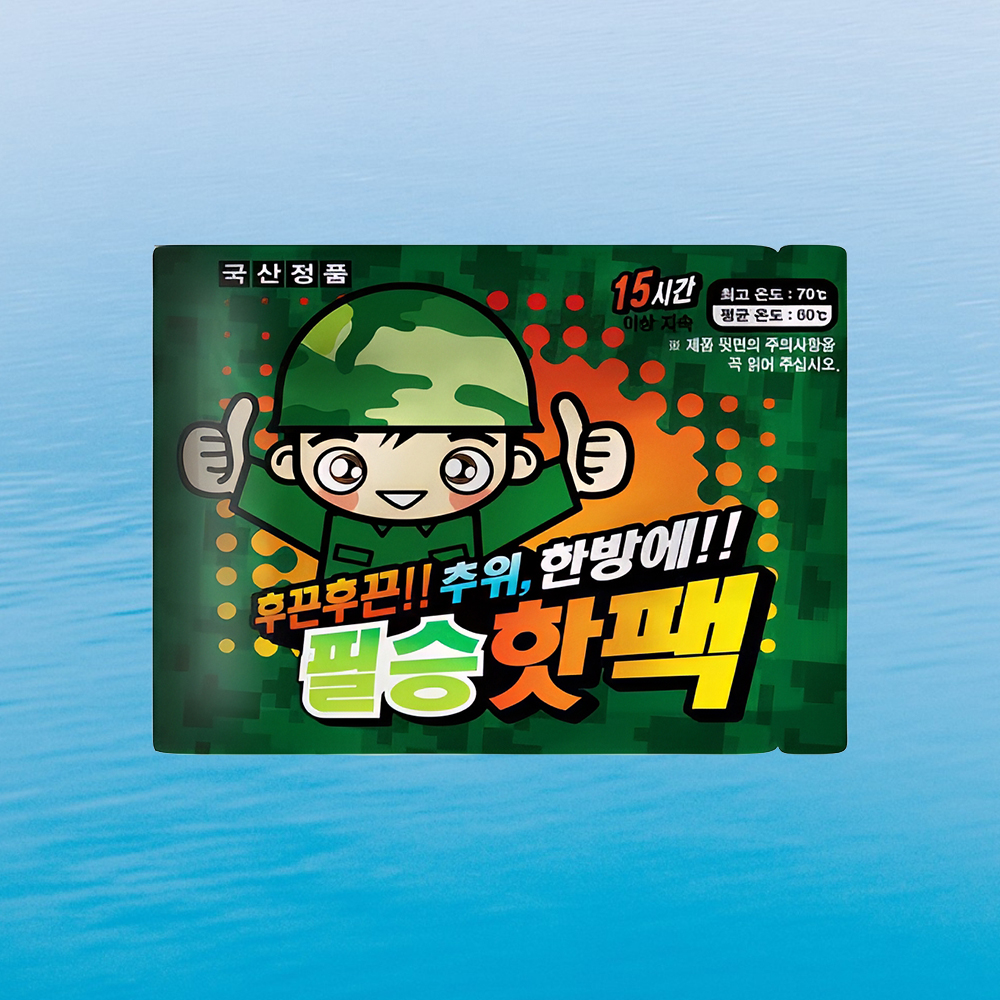 국산정품
15시간
이상 지속
최고 온도 : 70℃
평균 온도 : 60℃
※ 제품 뒷면의 주의사항을
꼭 읽어 주십시오.
후끈후끈!! 추위, 한방에!!
필승핫팩